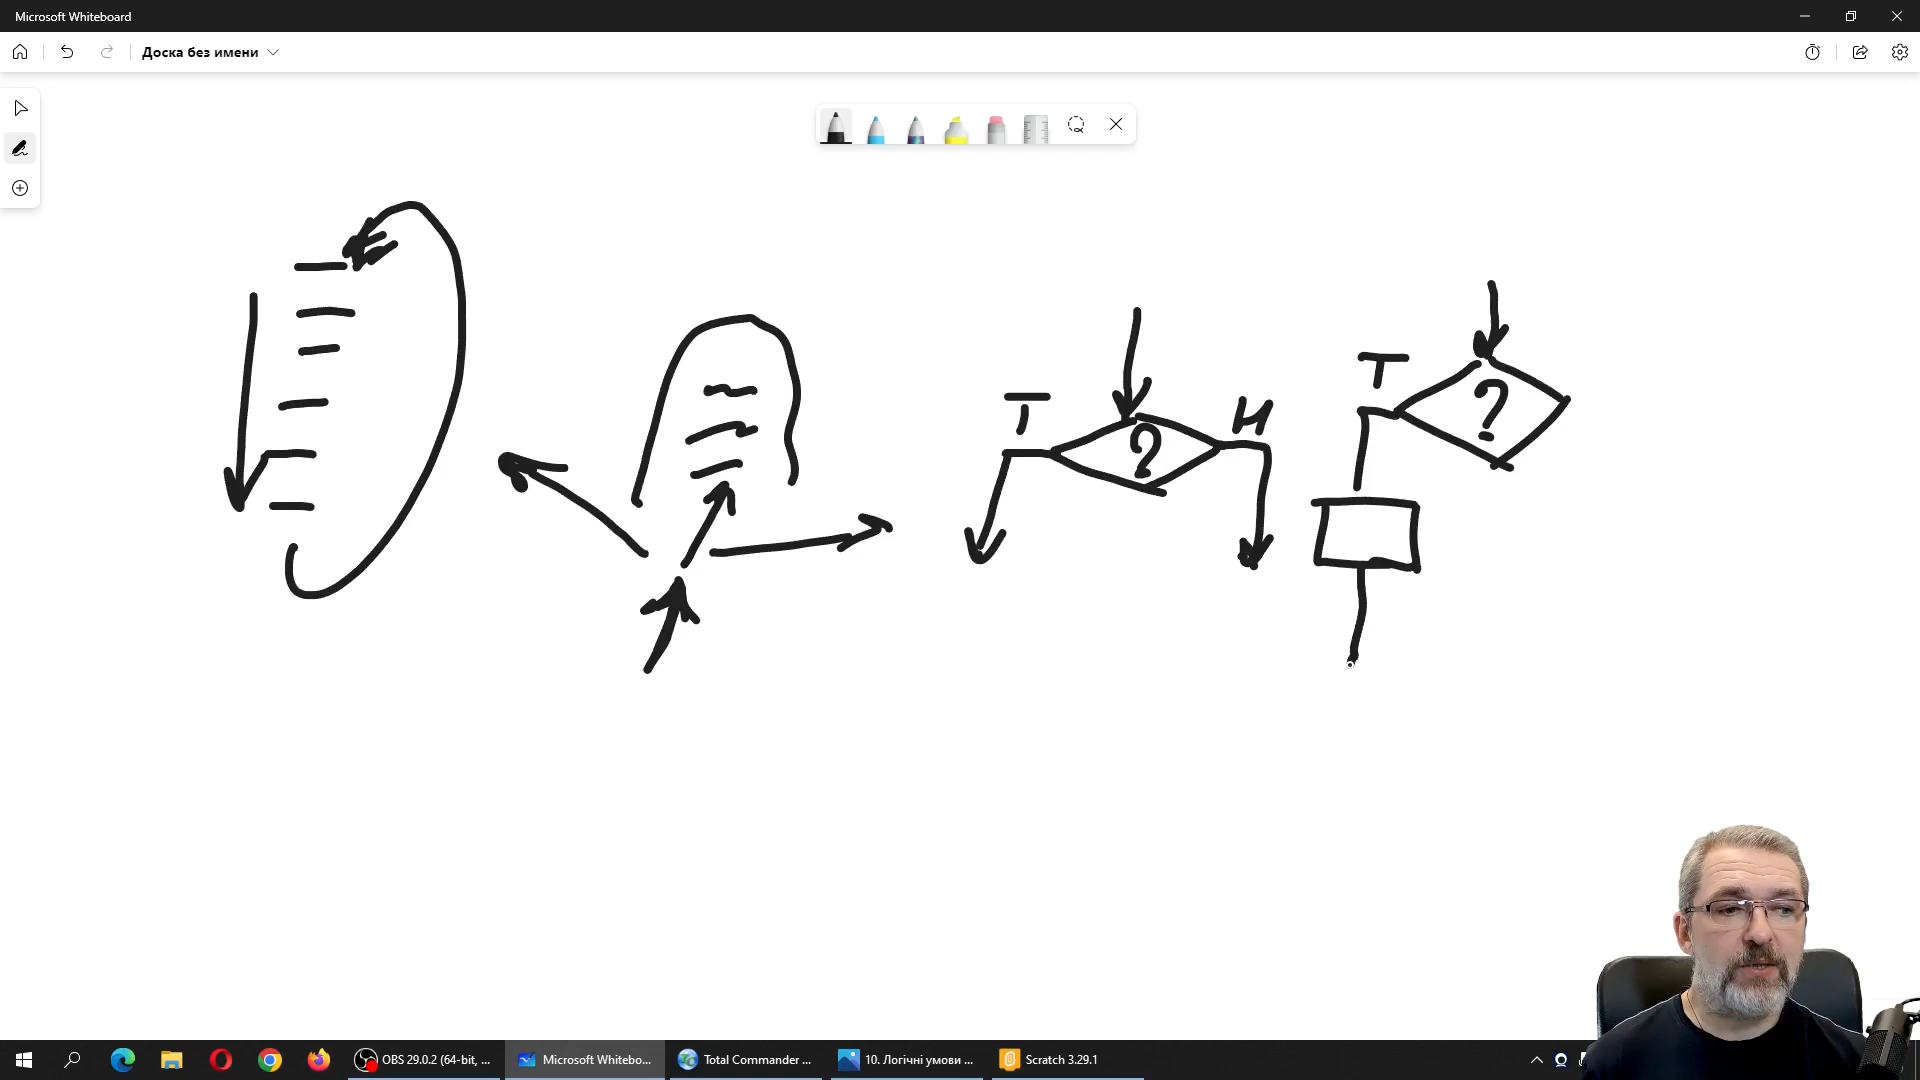 Microsoft Whiteboard
Доска без имени
Т
?
Н
Т
?
OBS 29.0.2 (64-bit, ...
Microsoft Whitebo...
Total Commander ...
10. Логічні умови ...
Scratch 3.29.1